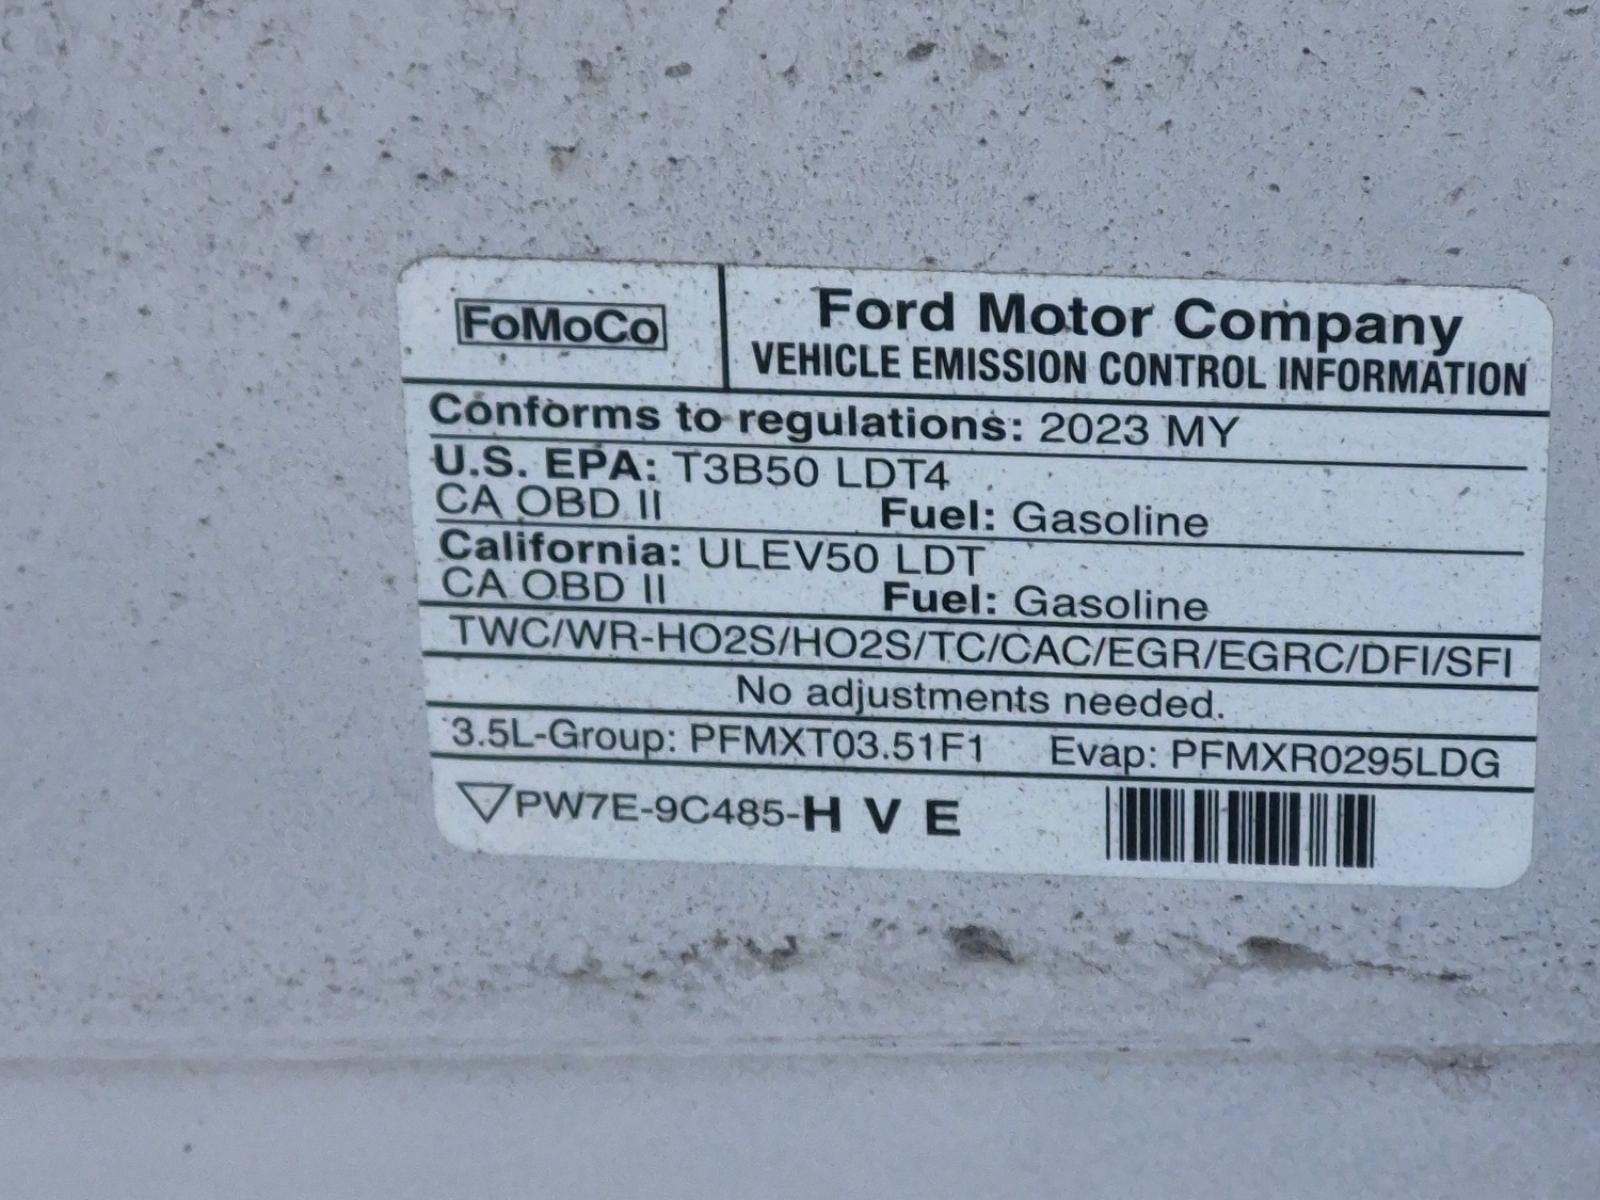 FoMoCo
Ford Motor Company
VEHICLE EMISSION CONTROL INFORMATION
Conforms to regulations: 2023 MY
U.S. EPA: T3B50 LDT4
CA OBD II Fuel: Gasoline
California: ULEV50 LDT
CA OBD II Fuel: Gasoline
TWC/WR-HO2S/HO2S/TC/CAC/EGR/EGRC/DFI/SFI
No adjustments needed.
3.5L-Group: PFMXT03.51F1 Evap: PFMXR0295LDG
PW7E-9C485-H V E